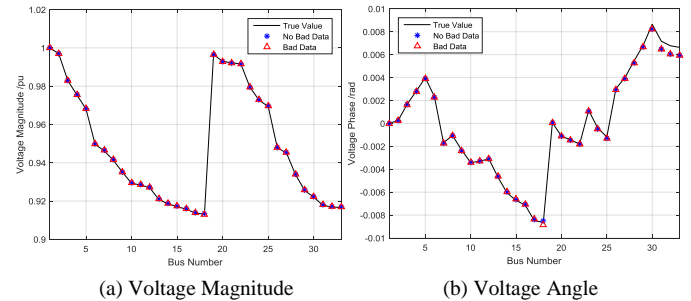 1.02
1
0.98
0.96
0.94
0.92
0.9
Voltage Magnitude /pu
True Value
No Bad Data
Bad Data
5 10 15 20 25 30
Bus Number
(a) Voltage Magnitude
0.01
0.008
0.006
0.004
0.002
0
-0.002
-0.004
-0.006
-0.008
-0.01
Voltage Phase /rad
True Value
No Bad Data
Bad Data
5 10 15 20 25 30
Bus Number
(b) Voltage Angle